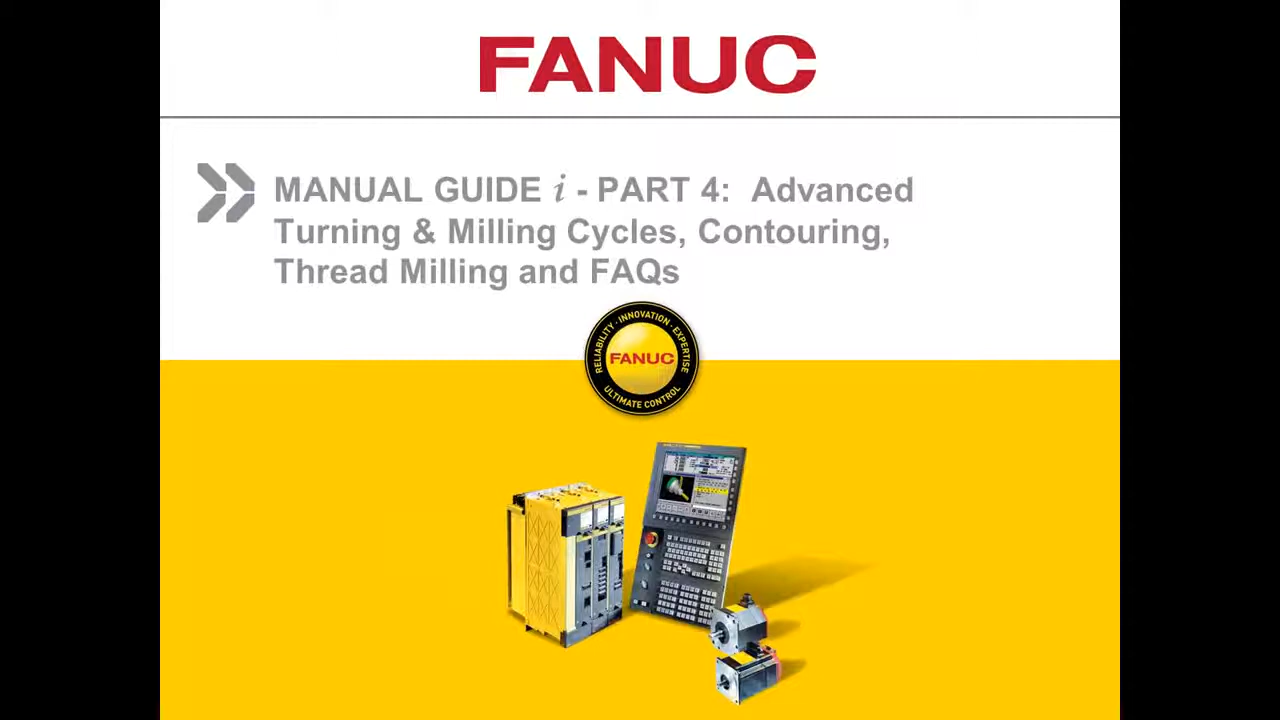 FANUC
MANUAL GUIDE i - PART 4: Advanced
Turning & Milling Cycles, Contouring,
Thread Milling and FAQs
RELIABILITY · INNOVATION · EXPERTISE
FANUC
ULTIMATE CONTROL